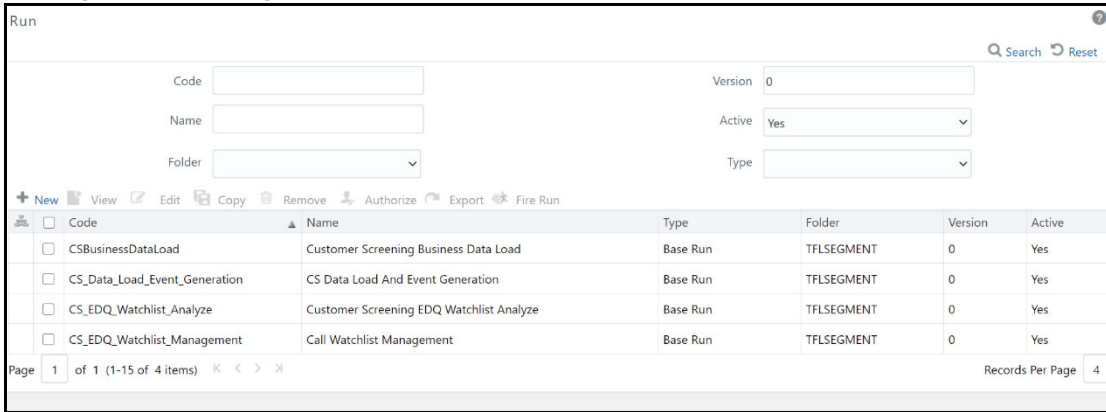 Run
Search Reset
Code Version 0
Name Active Yes
Folder Type
New View Edit Copy Remove Authorize Export Fire Run
Code Name Type Folder Version Active
CSBusinessDataLoad Customer Screening Business Data Load Base Run TFLSEGMENT 0 Yes
CS_Data_Load_Event_Generation CS Data Load And Event Generation Base Run TFLSEGMENT 0 Yes
CS_EDQ_Watchlist_Analyze Customer Screening EDQ Watchlist Analyze Base Run TFLSEGMENT 0 Yes
CS_EDQ_Watchlist_Management Call Watchlist Management Base Run TFLSEGMENT 0 Yes
Page 1 of 1 (1-15 of 4 items) Records Per Page 4